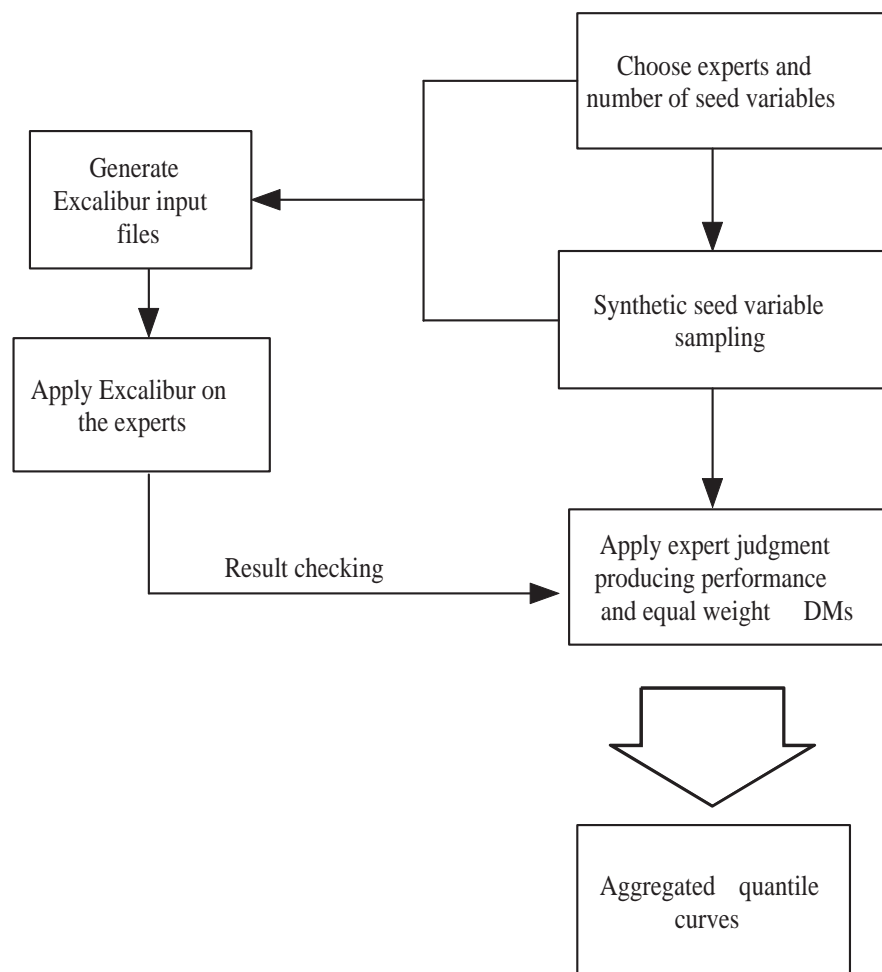 Choose experts and
number of seed variables
Generate
Excalibur input
files
Synthetic seed variable
sampling
Apply Excalibur on
the experts
Result checking
Apply expert judgment
producing performance
and equal weight DMs
Aggregated quantile
curves